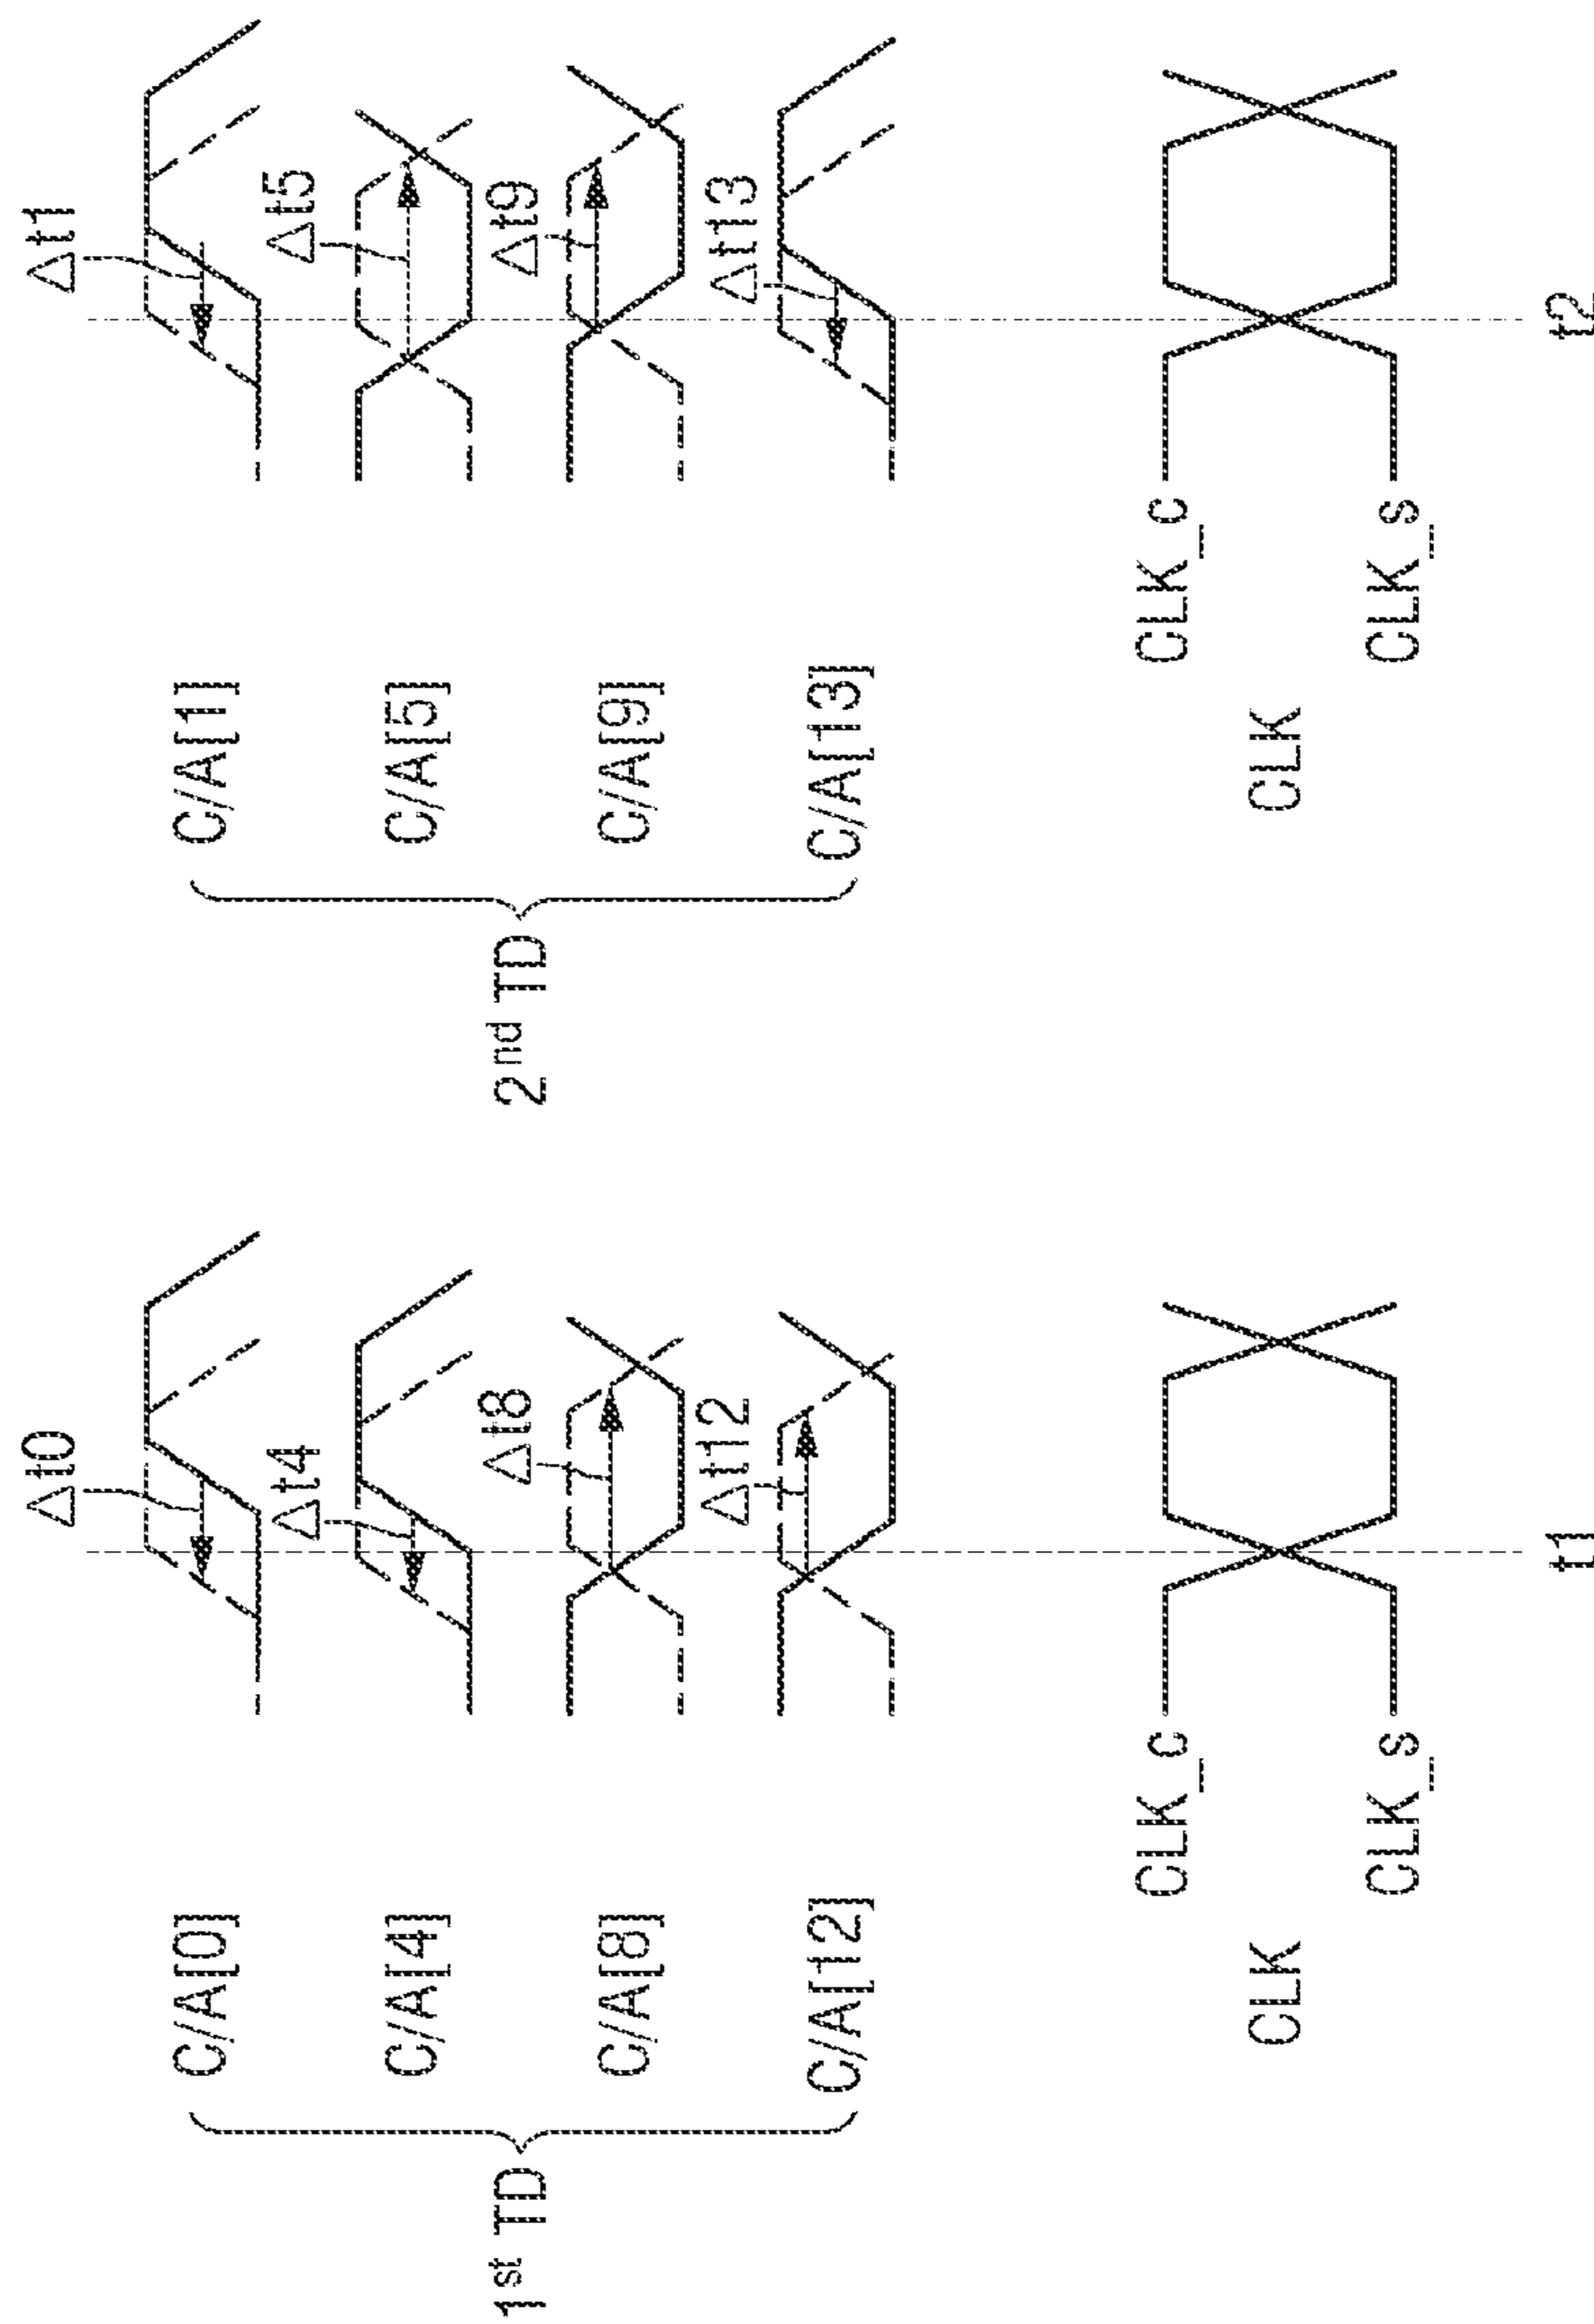 1st TD
C/A[0]
Δt0
C/A[4]
Δt4
C/A[8]
Δt8
C/A[12]
Δt12
CLK
CLK_c
CLK_s
t1
2nd TD
C/A[1]
Δt1
C/A[5]
Δt5
C/A[9]
Δt9
C/A[13]
Δt13
CLK
CLK_c
CLK_s
t2